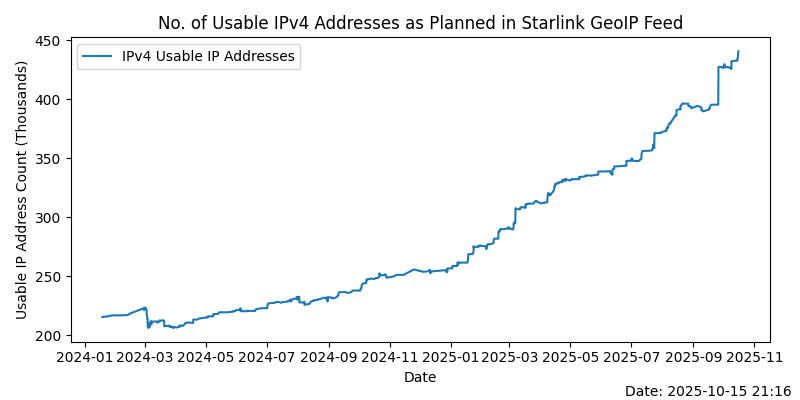 No. of Usable IPv4 Addresses as Planned in Starlink GeoIP Feed
IPv4 Usable IP Addresses
Usable IP Address Count (Thousands)
450
400
350
300
250
200
2024-01 2024-03 2024-05 2024-07 2024-09 2024-11 2025-01 2025-03 2025-05 2025-07 2025-09 2025-11
Date
Date: 2025-10-15 21:16